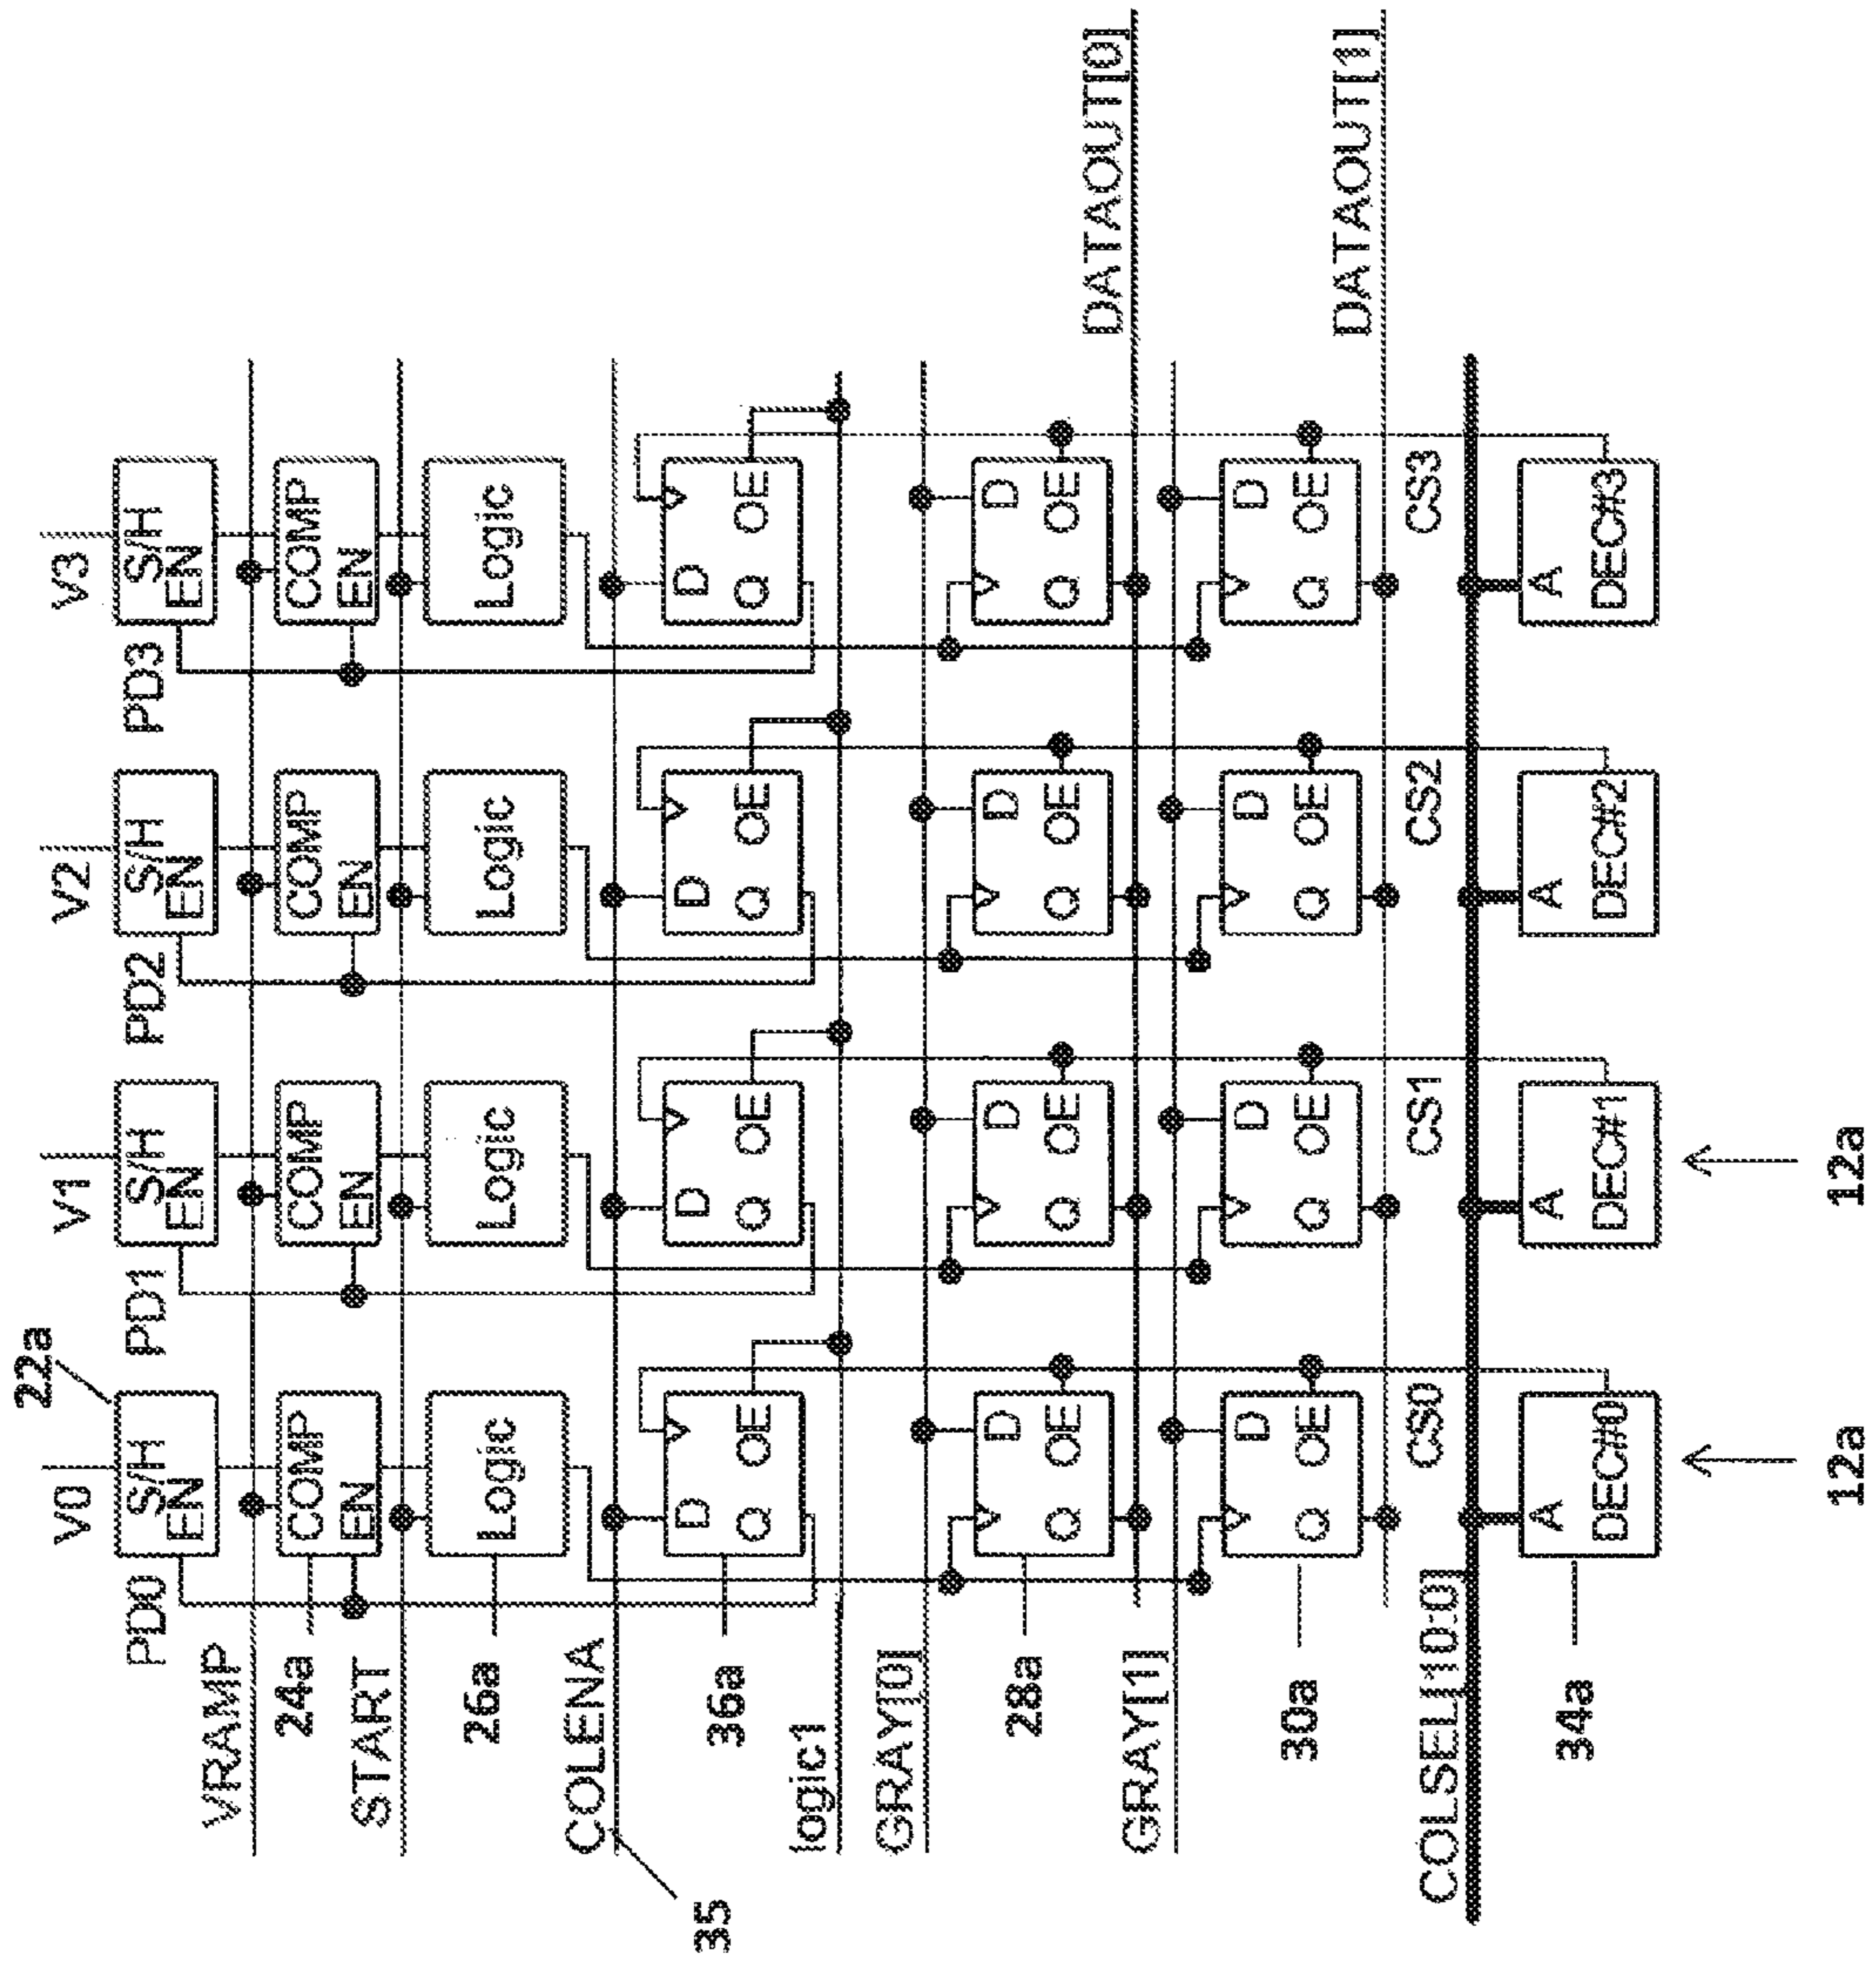 V0 V1 V2 V3
22a
PD0 PD1 PD2 PD3
S/H S/H S/H S/H
EN EN EN EN
VRAMP
24a
COMP COMP COMP COMP
EN EN EN EN
START
26a
Logic Logic Logic Logic
COLENA
35
36a
D D D D
Q OE Q OE Q OE Q OE
logic1
GRAY[0]
28a
D D D D
Q OE Q OE Q OE Q OE
DATAOUT[0]
GRAY[1]
30a
D D D D
Q OE Q OE Q OE Q OE
DATAOUT[1]
CS0 CS1 CS2 CS3
COLSEL[10:0]
34a
A A A A
DEC#0 DEC#1 DEC#2 DEC#3
12a 12a